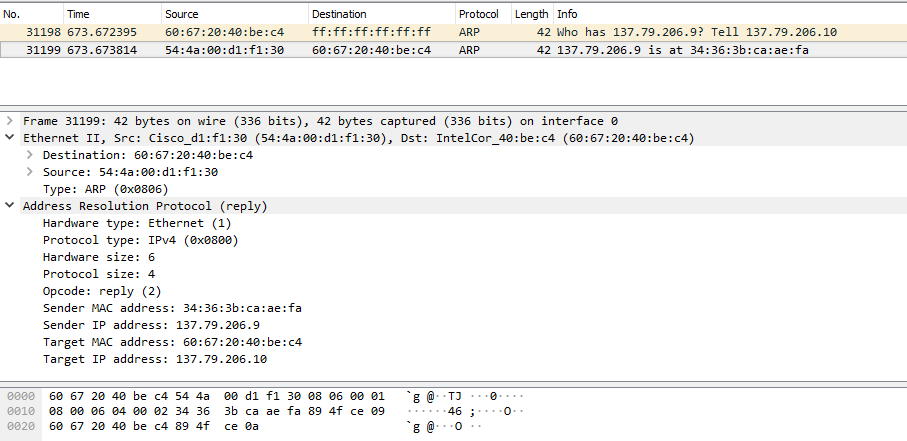 No. Time Source Destination Protocol Length Info
31198 673.672395 60:67:20:40:be:c4 ff:ff:ff:ff:ff:ff ARP 42 Who has 137.79.206.9? Tell 137.79.206.10
31199 673.673814 54:4a:00:d1:f1:30 60:67:20:40:be:c4 ARP 42 137.79.206.9 is at 34:36:3b:ca:ae:fa
Frame 31199: 42 bytes on wire (336 bits), 42 bytes captured (336 bits) on interface 0
Ethernet II, Src: Cisco_d1:f1:30 (54:4a:00:d1:f1:30), Dst: IntelCor_40:be:c4 (60:67:20:40:be:c4)
Destination: 60:67:20:40:be:c4
Source: 54:4a:00:d1:f1:30
Type: ARP (0x0806)
Address Resolution Protocol (reply)
Hardware type: Ethernet (1)
Protocol type: IPv4 (0x0800)
Hardware size: 6
Protocol size: 4
Opcode: reply (2)
Sender MAC address: 34:36:3b:ca:ae:fa
Sender IP address: 137.79.206.9
Target MAC address: 60:67:20:40:be:c4
Target IP address: 137.79.206.10
0000 60 67 20 40 be c4 54 4a 00 d1 f1 30 08 06 00 01 `g @··TJ ···0····
0010 08 00 06 04 00 02 34 36 3b ca ae fa 89 4f ce 09 ······46 ;····O··
0020 60 67 20 40 be c4 89 4f ce 0a `g @···O ··